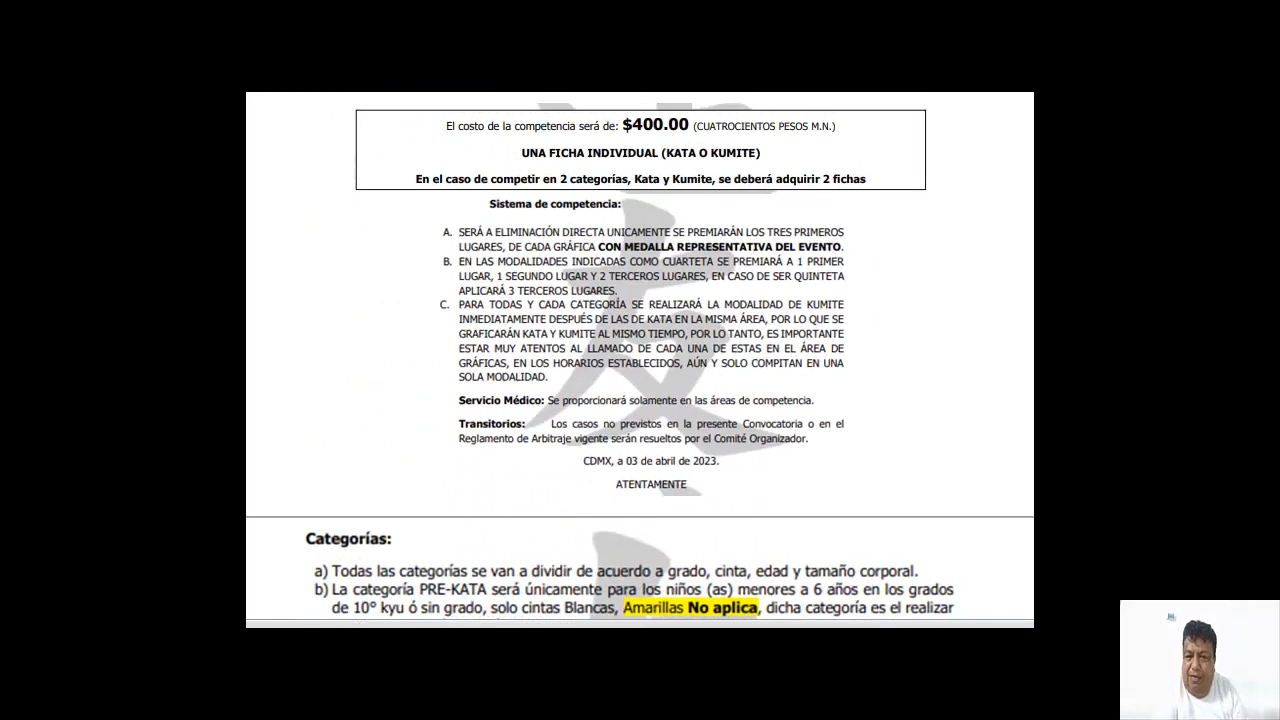 El costo de la competencia será de: $400.00 (CUATROCIENTOS PESOS M.N.)
UNA FICHA INDIVIDUAL (KATA O KUMITE)
En el caso de competir en 2 categorías, Kata y Kumite, se deberá adquirir 2 fichas
Sistema de competencia:
A. SERÁ A ELIMINACIÓN DIRECTA UNICAMENTE SE PREMIARÁN LOS TRES PRIMEROS
LUGARES, DE CADA GRÁFICA CON MEDALLA REPRESENTATIVA DEL EVENTO.
B. EN LAS MODALIDADES INDICADAS COMO CUARTETA SE PREMIARÁ A 1 PRIMER
LUGAR, 1 SEGUNDO LUGAR Y 2 TERCEROS LUGARES, EN CASO DE SER QUINTETA
APLICARÁ 3 TERCEROS LUGARES.
C. PARA TODAS Y CADA CATEGORÍA SE REALIZARÁ LA MODALIDAD DE KUMITE
INMEDIATAMENTE DESPUÉS DE LAS DE KATA EN LA MISMA ÁREA, POR LO QUE SE
GRAFICARÁN KATA Y KUMITE AL MISMO TIEMPO, POR LO TANTO, ES IMPORTANTE
ESTAR MUY ATENTOS AL LLAMADO DE CADA UNA DE ESTAS EN EL ÁREA DE
GRÁFICAS, EN LOS HORARIOS ESTABLECIDOS, AÚN Y SOLO COMPITAN EN UNA
SOLA MODALIDAD.
Servicio Médico: Se proporcionará solamente en las áreas de competencia.
Transitorios: Los casos no previstos en la presente Convocatoria o en el
Reglamento de Arbitraje vigente serán resueltos por el Comité Organizador.
CDMX, a 03 de abril de 2023.
ATENTAMENTE
Categorías:
a) Todas las categorías se van a dividir de acuerdo a grado, cinta, edad y tamaño corporal.
b) La categoría PRE-KATA será únicamente para los niños (as) menores a 6 años en los grados
de 10° kyu ó sin grado, solo cintas Blancas, Amarillas No aplica, dicha categoría es el realizar